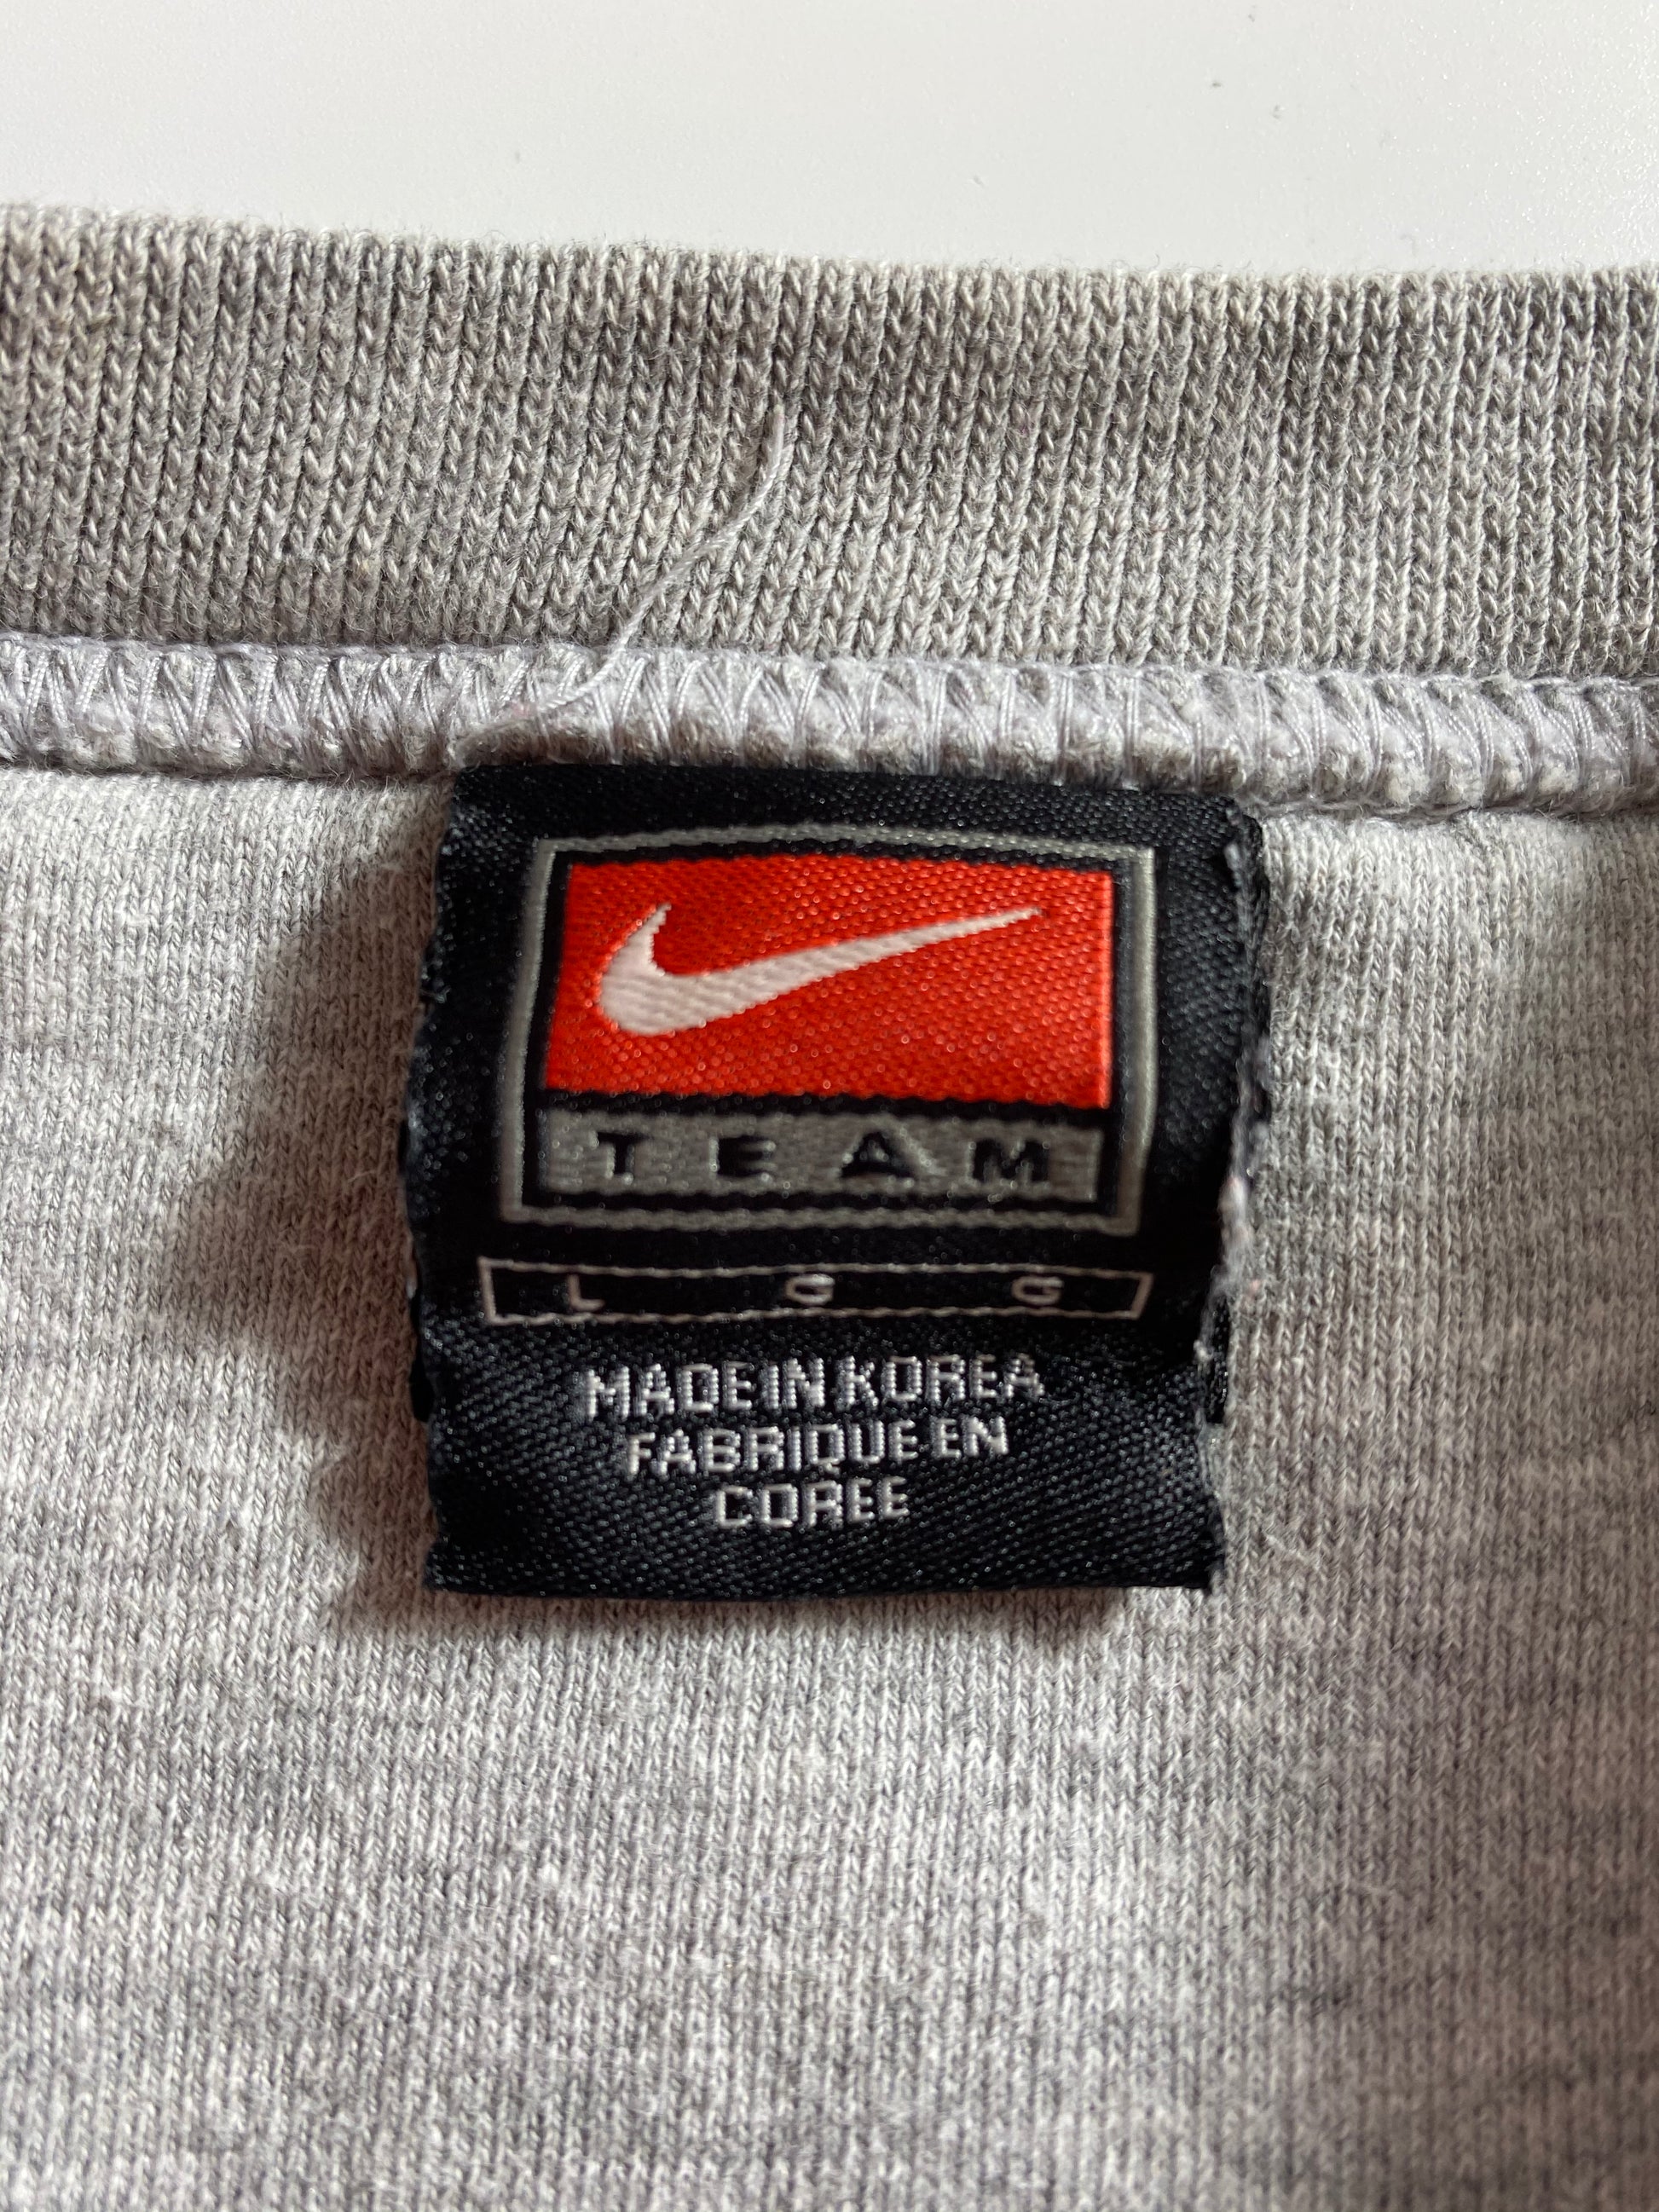 TEAM
L G G
MADE IN KOREA
FABRIQUE EN
COREE